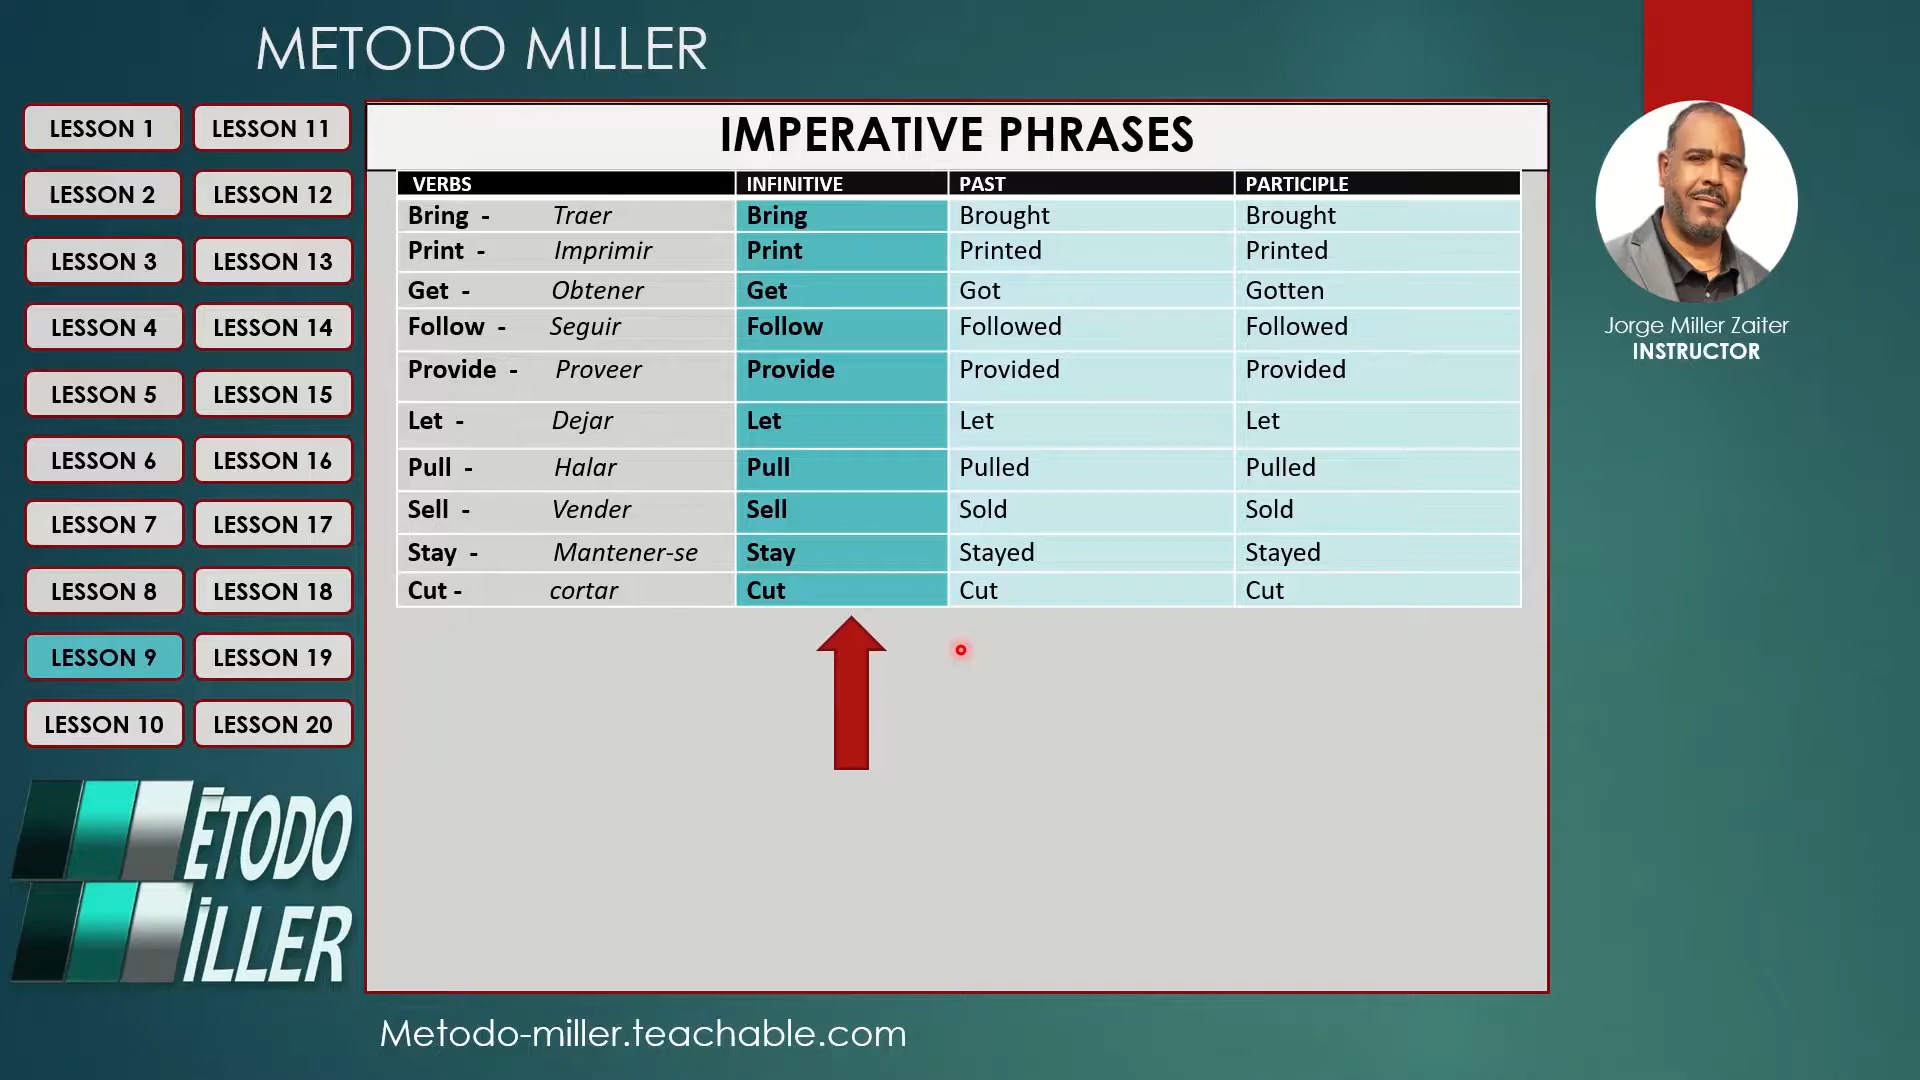 METODO MILLER
LESSON 1 LESSON 11
LESSON 2 LESSON 12
LESSON 3 LESSON 13
LESSON 4 LESSON 14
LESSON 5 LESSON 15
LESSON 6 LESSON 16
LESSON 7 LESSON 17
LESSON 8 LESSON 18
LESSON 9 LESSON 19
LESSON 10 LESSON 20
IMPERATIVE PHRASES
VERBS INFINITIVE PAST PARTICIPLE
Bring - Traer Bring Brought Brought
Print - Imprimir Print Printed Printed
Get - Obtener Get Got Gotten
Follow - Seguir Follow Followed Followed
Provide - Proveer Provide Provided Provided
Let - Dejar Let Let Let
Pull - Halar Pull Pulled Pulled
Sell - Vender Sell Sold Sold
Stay - Mantener-se Stay Stayed Stayed
Cut - cortar Cut Cut Cut
Jorge Miller Zaiter
INSTRUCTOR
MÉTODO
MILLER
Metodo-miller.teachable.com